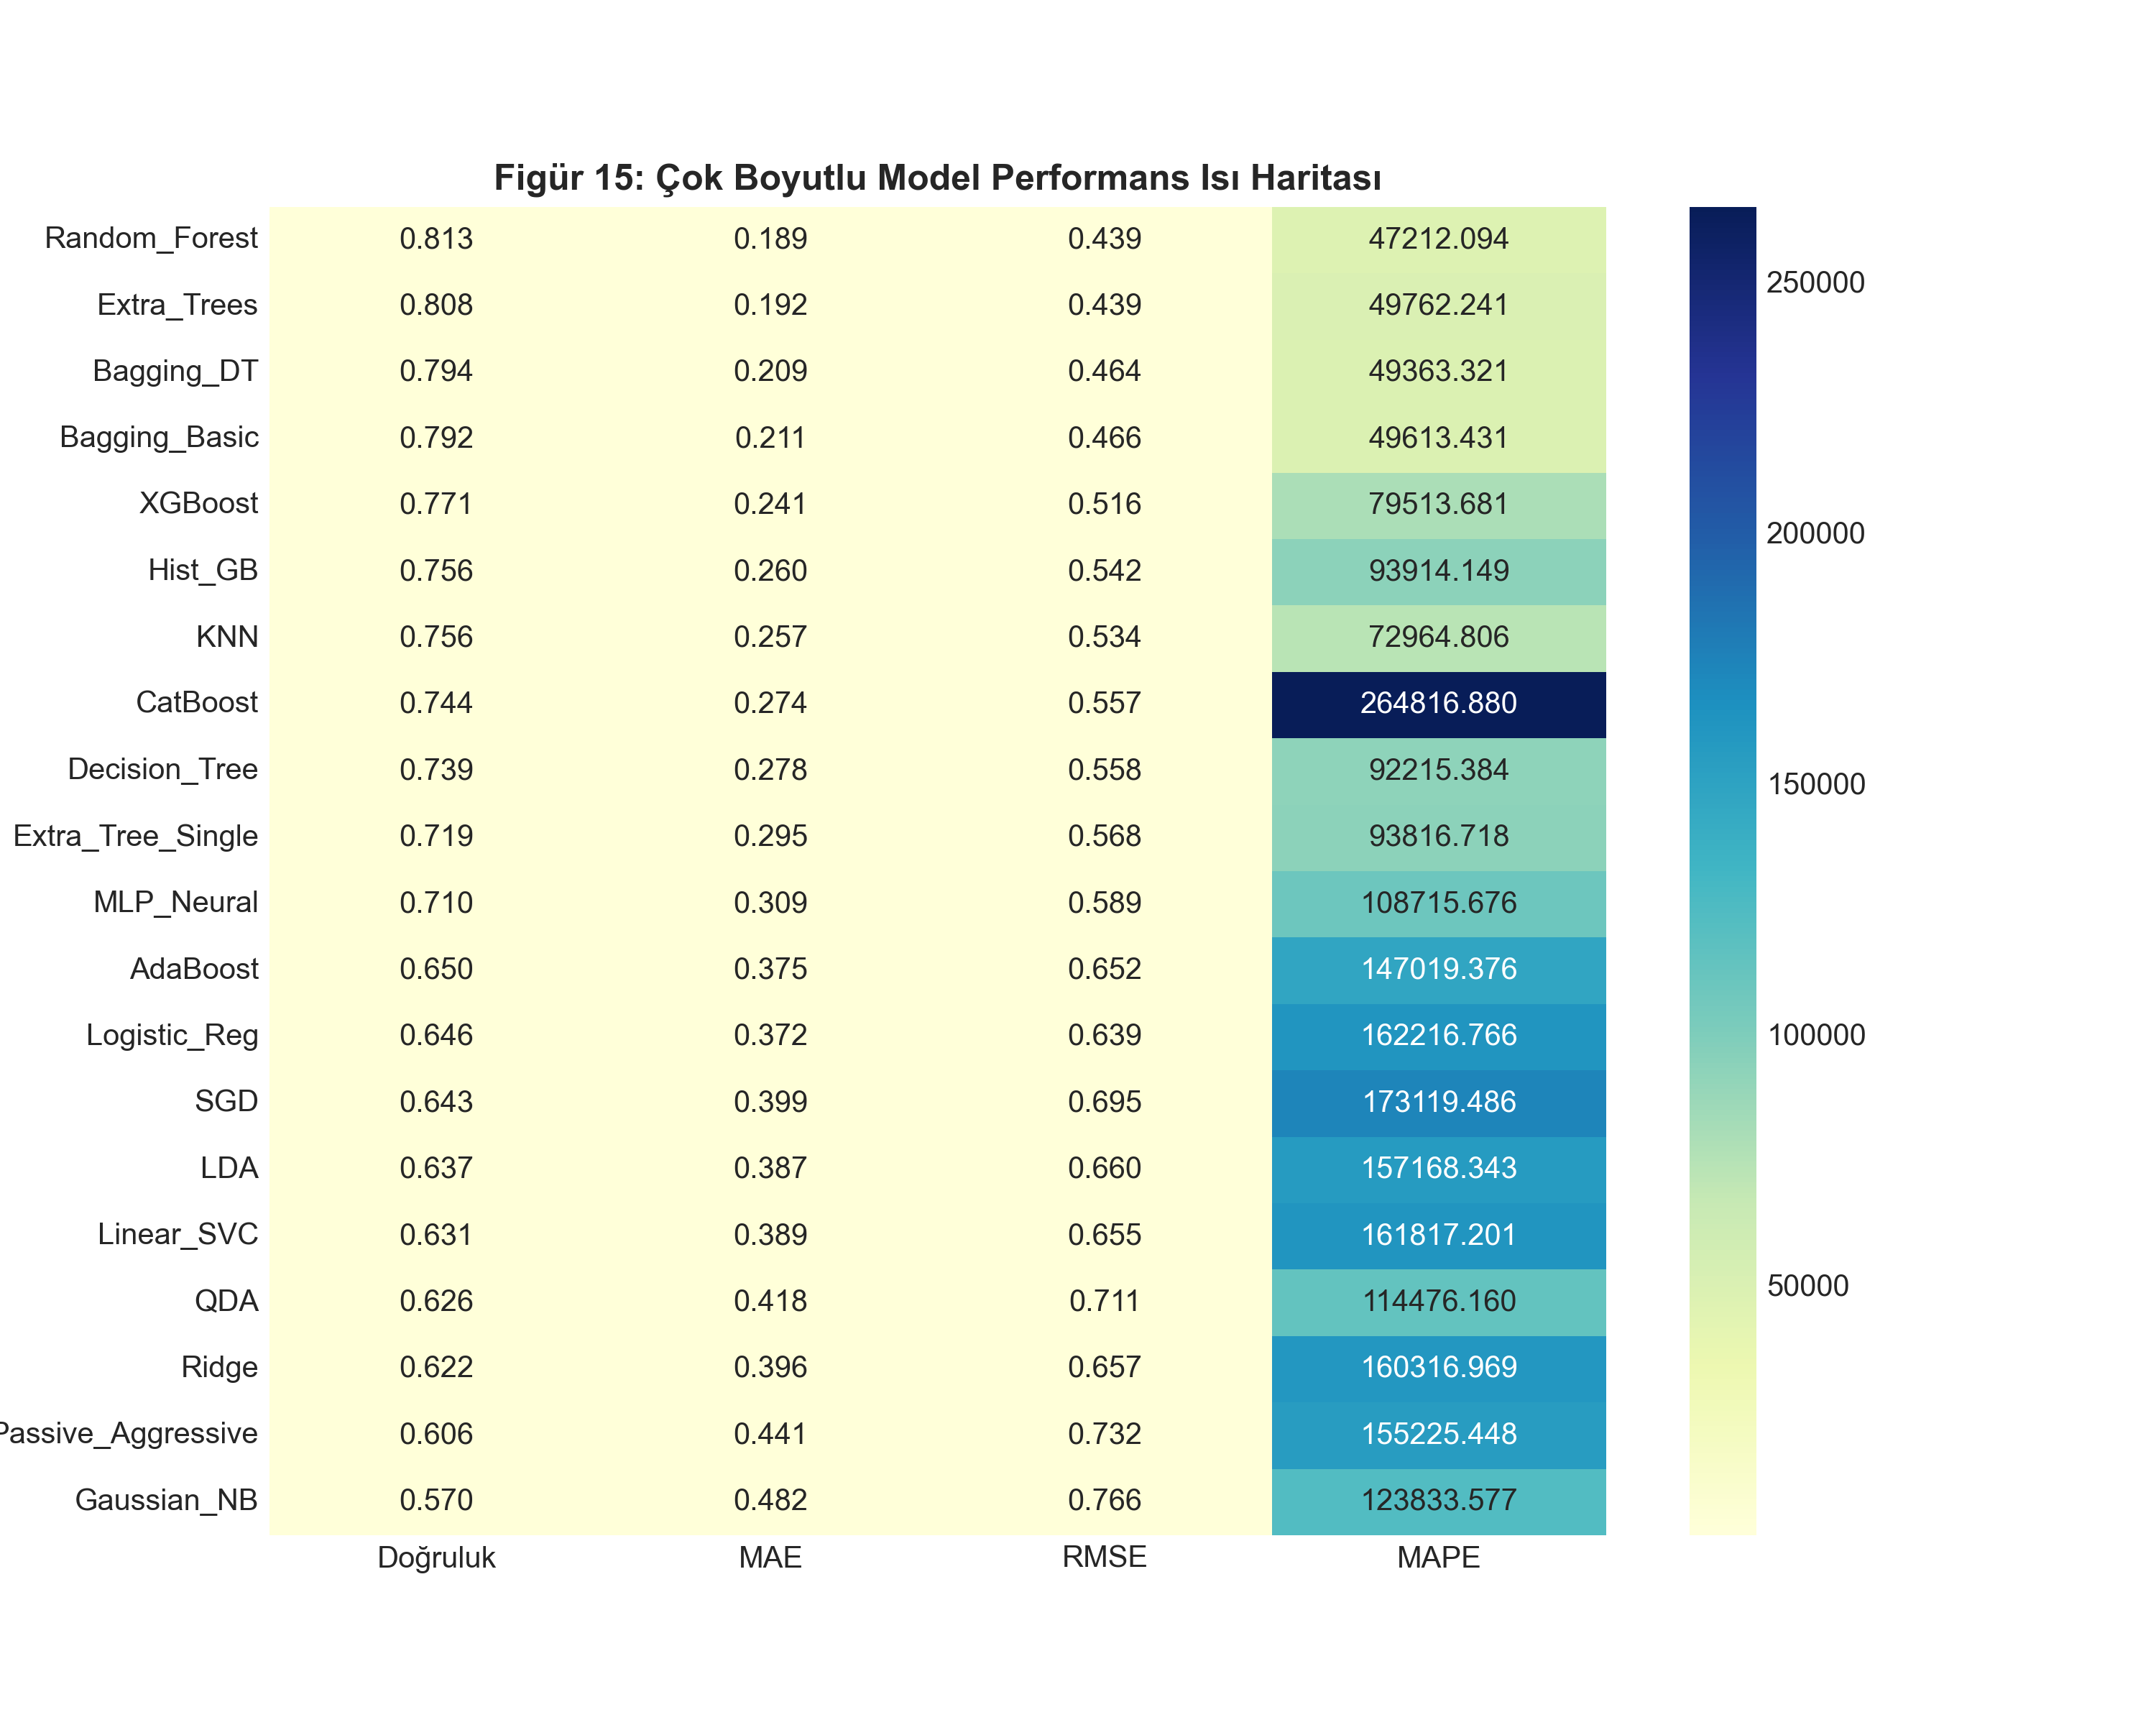 Figür 15: Çok Boyutlu Model Performans Isı Haritası
Random_Forest 0.813 0.189 0.439 47212.094
Extra_Trees 0.808 0.192 0.439 49762.241
Bagging_DT 0.794 0.209 0.464 49363.321
Bagging_Basic 0.792 0.211 0.466 49613.431
XGBoost 0.771 0.241 0.516 79513.681
Hist_GB 0.756 0.260 0.542 93914.149
KNN 0.756 0.257 0.534 72964.806
CatBoost 0.744 0.274 0.557 264816.880
Decision_Tree 0.739 0.278 0.558 92215.384
Extra_Tree_Single 0.719 0.295 0.568 93816.718
MLP_Neural 0.710 0.309 0.589 108715.676
AdaBoost 0.650 0.375 0.652 147019.376
Logistic_Reg 0.646 0.372 0.639 162216.766
SGD 0.643 0.399 0.695 173119.486
LDA 0.637 0.387 0.660 157168.343
Linear_SVC 0.631 0.389 0.655 161817.201
QDA 0.626 0.418 0.711 114476.160
Ridge 0.622 0.396 0.657 160316.969
Passive_Aggressive 0.606 0.441 0.732 155225.448
Gaussian_NB 0.570 0.482 0.766 123833.577
Doğruluk MAE RMSE MAPE
250000
200000
150000
100000
50000